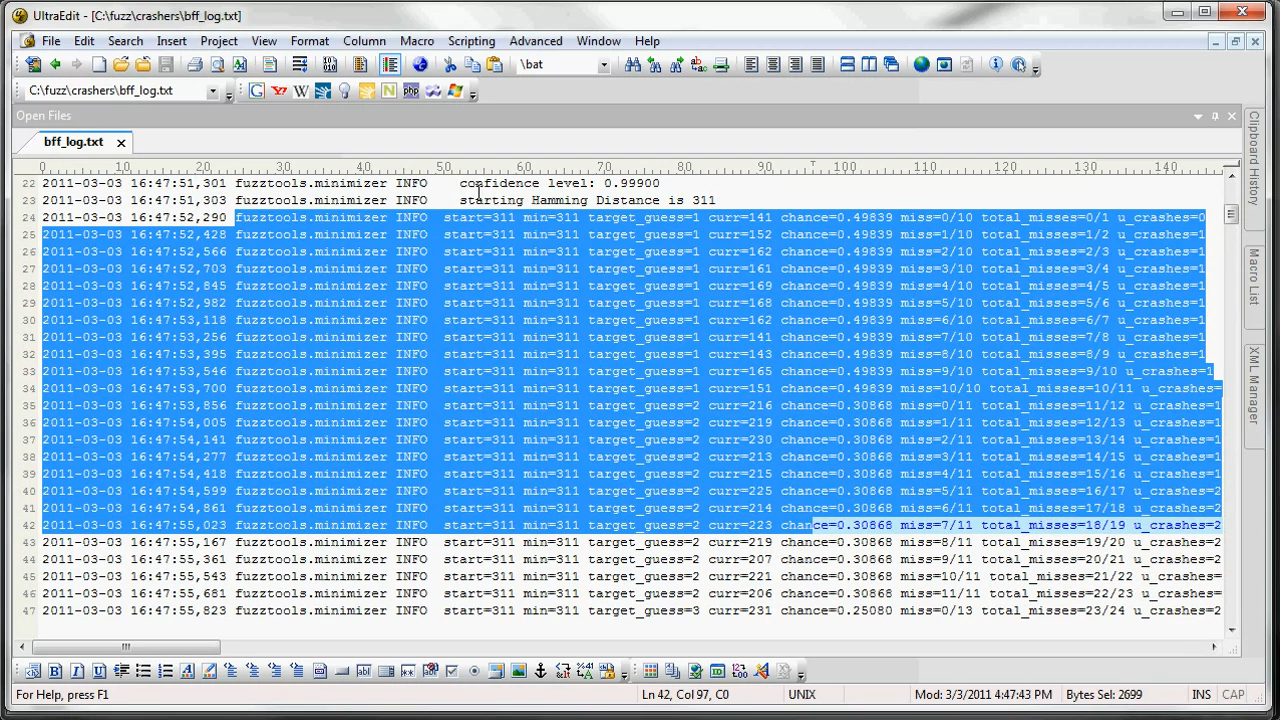 UltraEdit - [C:\fuzz\crashers\bff_log.txt]
File Edit Search Insert Project View Format Column Macro Scripting Advanced Window Help
\bat
C:\fuzz\crashers\bff_log.txt
Open Files
bff_log.txt
0 10 20 30 40 50 60 70 80 90 100 110 120 130 140
22 2011-03-03 16:47:51,301 fuzztools.minimizer INFO confidence level: 0.99900
23 2011-03-03 16:47:51,303 fuzztools.minimizer INFO starting Hamming Distance is 311
24 2011-03-03 16:47:52,290 fuzztools.minimizer INFO start=311 min=311 target_guess=1 curr=141 chance=0.49839 miss=0/10 total_misses=0/1 u_crashes=0
25 2011-03-03 16:47:52,428 fuzztools.minimizer INFO start=311 min=311 target_guess=1 curr=152 chance=0.49839 miss=1/10 total_misses=1/2 u_crashes=1
26 2011-03-03 16:47:52,566 fuzztools.minimizer INFO start=311 min=311 target_guess=1 curr=162 chance=0.49839 miss=2/10 total_misses=2/3 u_crashes=1
27 2011-03-03 16:47:52,703 fuzztools.minimizer INFO start=311 min=311 target_guess=1 curr=161 chance=0.49839 miss=3/10 total_misses=3/4 u_crashes=1
28 2011-03-03 16:47:52,845 fuzztools.minimizer INFO start=311 min=311 target_guess=1 curr=169 chance=0.49839 miss=4/10 total_misses=4/5 u_crashes=1
29 2011-03-03 16:47:52,982 fuzztools.minimizer INFO start=311 min=311 target_guess=1 curr=168 chance=0.49839 miss=5/10 total_misses=5/6 u_crashes=1
30 2011-03-03 16:47:53,118 fuzztools.minimizer INFO start=311 min=311 target_guess=1 curr=162 chance=0.49839 miss=6/10 total_misses=6/7 u_crashes=1
31 2011-03-03 16:47:53,256 fuzztools.minimizer INFO start=311 min=311 target_guess=1 curr=141 chance=0.49839 miss=7/10 total_misses=7/8 u_crashes=1
32 2011-03-03 16:47:53,395 fuzztools.minimizer INFO start=311 min=311 target_guess=1 curr=143 chance=0.49839 miss=8/10 total_misses=8/9 u_crashes=1
33 2011-03-03 16:47:53,546 fuzztools.minimizer INFO start=311 min=311 target_guess=1 curr=165 chance=0.49839 miss=9/10 total_misses=9/10 u_crashes=1
34 2011-03-03 16:47:53,700 fuzztools.minimizer INFO start=311 min=311 target_guess=1 curr=151 chance=0.49839 miss=10/10 total_misses=10/11 u_crashes=
35 2011-03-03 16:47:53,856 fuzztools.minimizer INFO start=311 min=311 target_guess=2 curr=216 chance=0.30868 miss=0/11 total_misses=11/12 u_crashes=1
36 2011-03-03 16:47:54,005 fuzztools.minimizer INFO start=311 min=311 target_guess=2 curr=219 chance=0.30868 miss=1/11 total_misses=12/13 u_crashes=1
37 2011-03-03 16:47:54,141 fuzztools.minimizer INFO start=311 min=311 target_guess=2 curr=230 chance=0.30868 miss=2/11 total_misses=13/14 u_crashes=1
38 2011-03-03 16:47:54,277 fuzztools.minimizer INFO start=311 min=311 target_guess=2 curr=213 chance=0.30868 miss=3/11 total_misses=14/15 u_crashes=1
39 2011-03-03 16:47:54,418 fuzztools.minimizer INFO start=311 min=311 target_guess=2 curr=215 chance=0.30868 miss=4/11 total_misses=15/16 u_crashes=2
40 2011-03-03 16:47:54,599 fuzztools.minimizer INFO start=311 min=311 target_guess=2 curr=225 chance=0.30868 miss=5/11 total_misses=16/17 u_crashes=2
41 2011-03-03 16:47:54,861 fuzztools.minimizer INFO start=311 min=311 target_guess=2 curr=214 chance=0.30868 miss=6/11 total_misses=17/18 u_crashes=2
42 2011-03-03 16:47:55,023 fuzztools.minimizer INFO start=311 min=311 target_guess=2 curr=223 chance=0.30868 miss=7/11 total_misses=18/19 u_crashes=2
43 2011-03-03 16:47:55,167 fuzztools.minimizer INFO start=311 min=311 target_guess=2 curr=219 chance=0.30868 miss=8/11 total_misses=19/20 u_crashes=2
44 2011-03-03 16:47:55,361 fuzztools.minimizer INFO start=311 min=311 target_guess=2 curr=207 chance=0.30868 miss=9/11 total_misses=20/21 u_crashes=2
45 2011-03-03 16:47:55,543 fuzztools.minimizer INFO start=311 min=311 target_guess=2 curr=221 chance=0.30868 miss=10/11 total_misses=21/22 u_crashes=
46 2011-03-03 16:47:55,681 fuzztools.minimizer INFO start=311 min=311 target_guess=2 curr=206 chance=0.30868 miss=11/11 total_misses=22/23 u_crashes=
47 2011-03-03 16:47:55,823 fuzztools.minimizer INFO start=311 min=311 target_guess=3 curr=231 chance=0.25080 miss=0/13 total_misses=23/24 u_crashes=2
Clipboard History
Macro List
XML Manager
For Help, press F1
Ln 42, Col 97, C0
UNIX
Mod: 3/3/2011 4:47:43 PM
Bytes Sel: 2699
INS
CAP